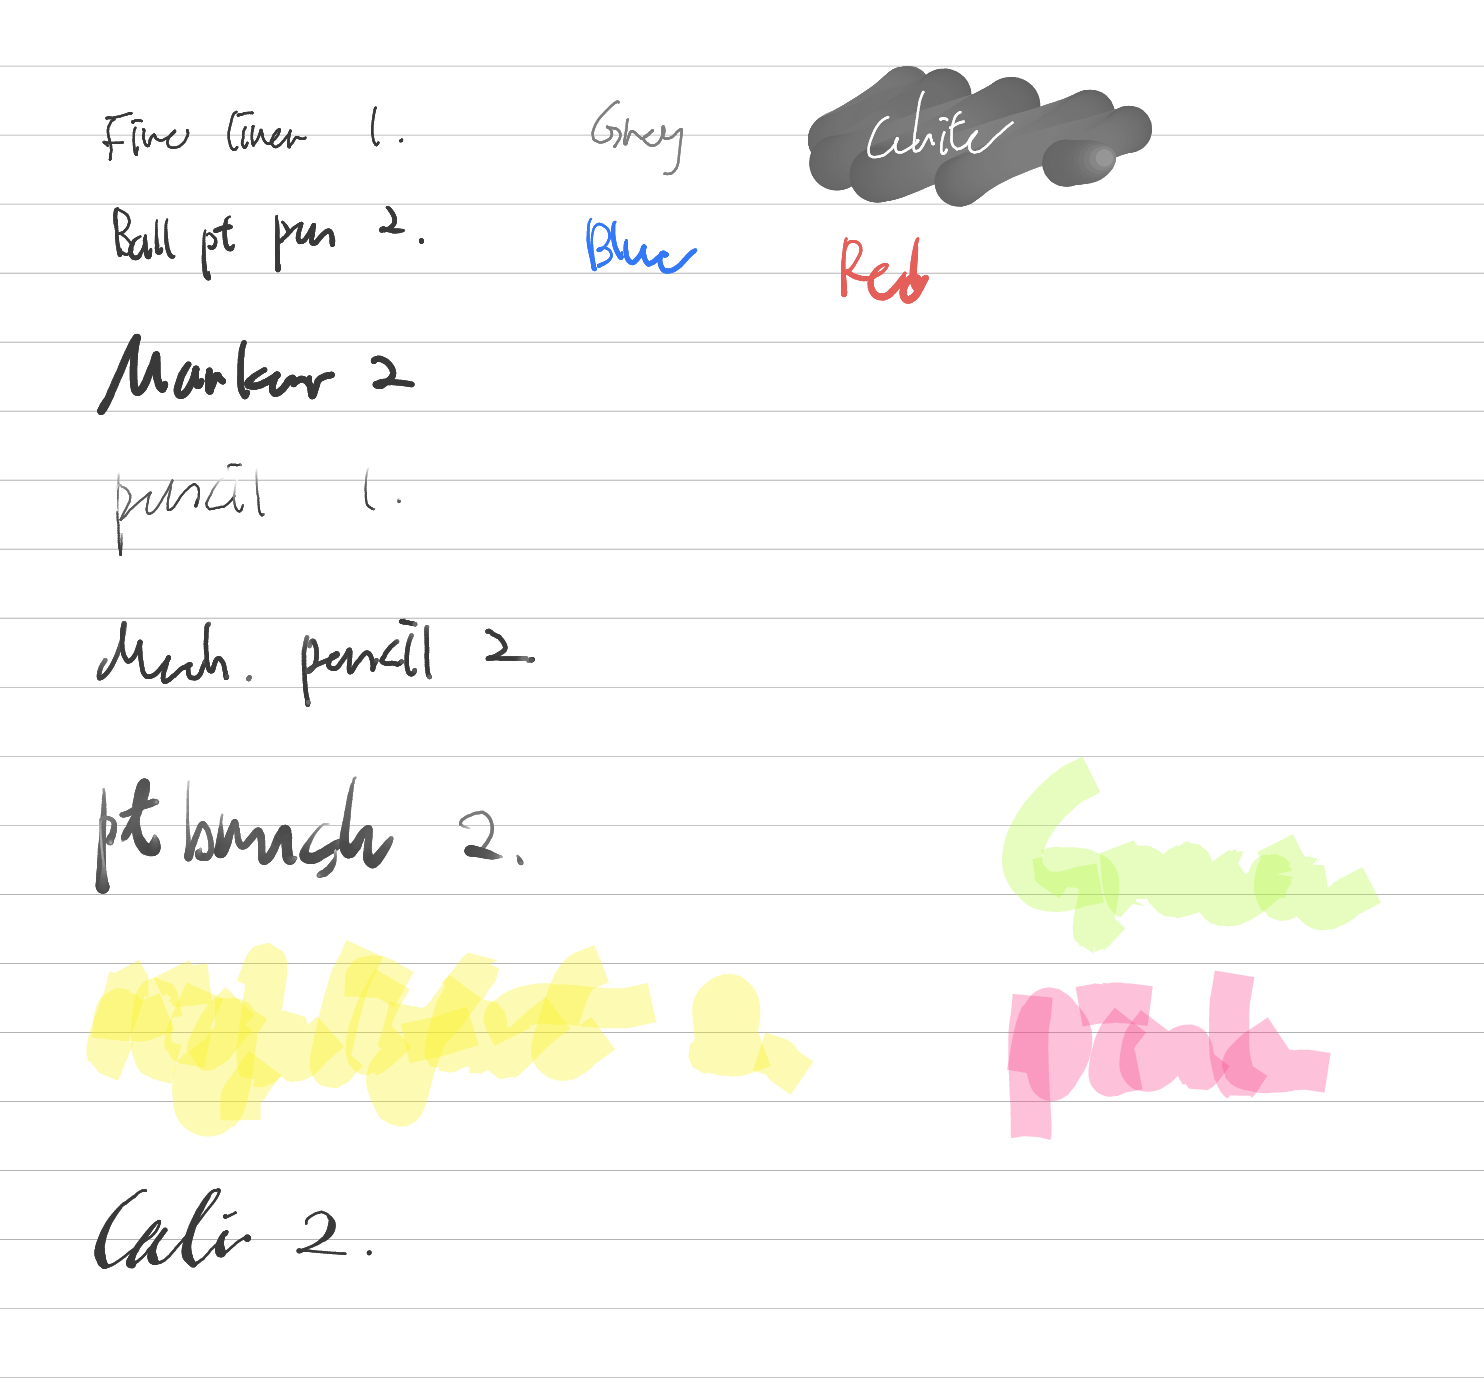 Fine liner 1. Grey White
Ball pt pen 2. Blue Red
Marker 2
pencil 1.
Mech. pencil 2
pt brush 2.
Green
Highlighter 2
Pink
Cali 2.